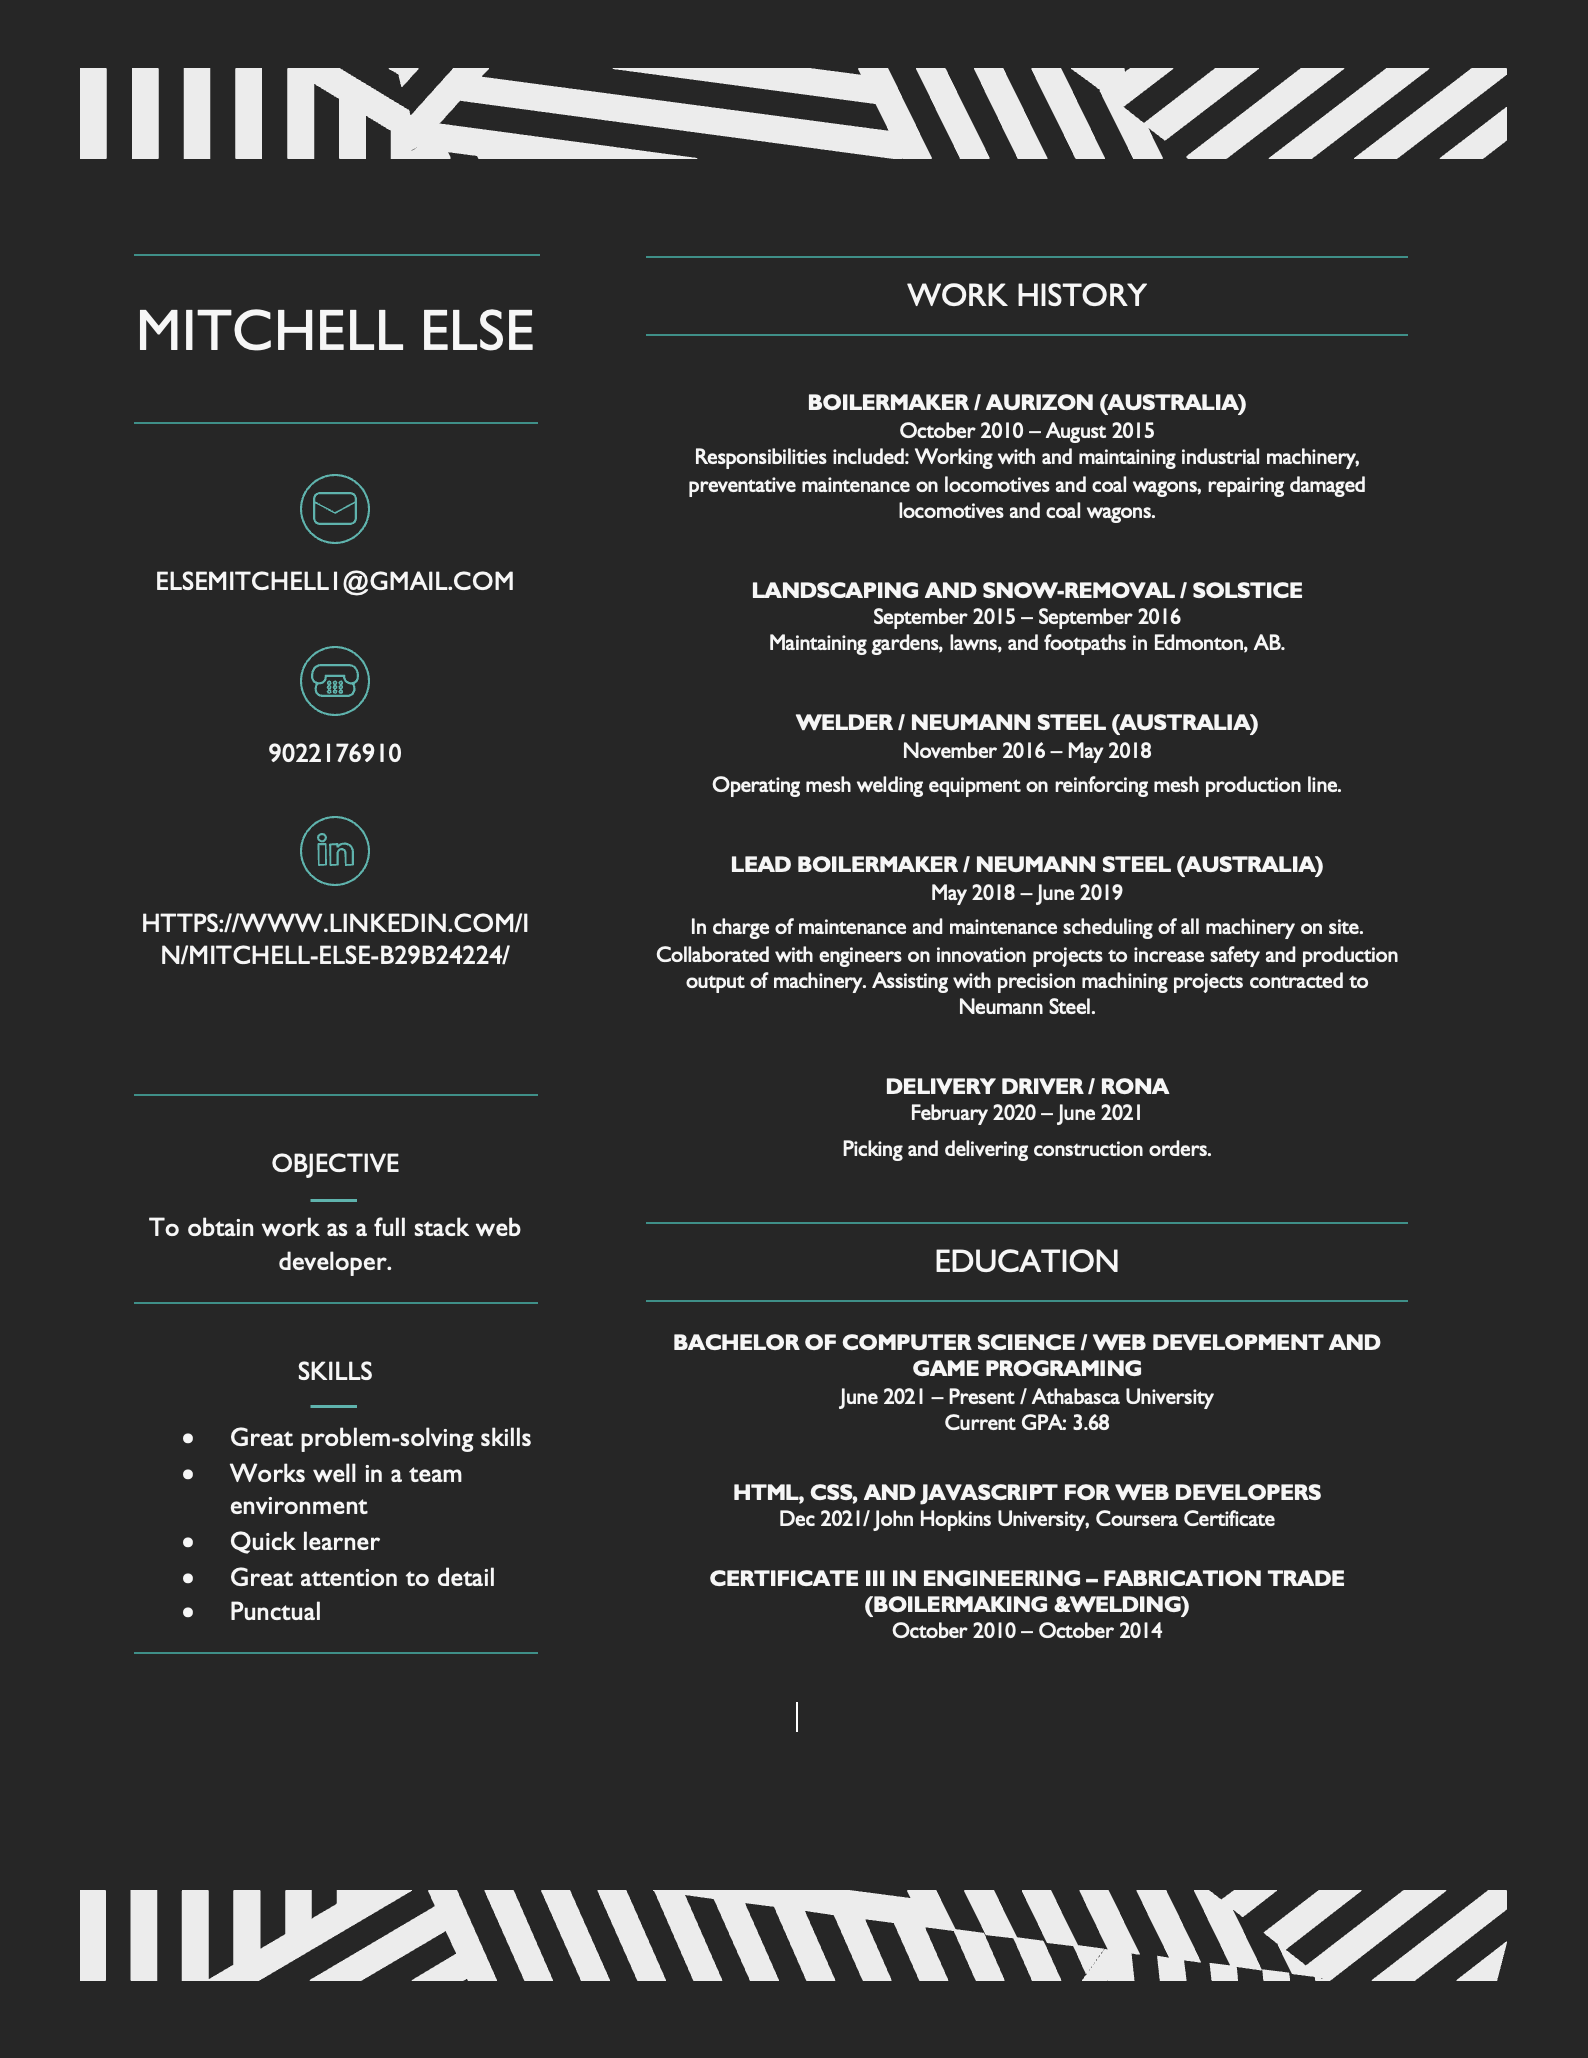 MITCHELL ELSE
ELSEMITCHELL1@GMAIL.COM
9022176910
in
HTTPS://WWW.LINKEDIN.COM/I
N/MITCHELL-ELSE-B29B24224/
OBJECTIVE
To obtain work as a full stack web
developer.
SKILLS
• Great problem-solving skills
• Works well in a team
environment
• Quick learner
• Great attention to detail
• Punctual
WORK HISTORY
BOILERMAKER / AURIZON (AUSTRALIA)
October 2010 – August 2015
Responsibilities included: Working with and maintaining industrial machinery,
preventative maintenance on locomotives and coal wagons, repairing damaged
locomotives and coal wagons.
LANDSCAPING AND SNOW-REMOVAL / SOLSTICE
September 2015 – September 2016
Maintaining gardens, lawns, and footpaths in Edmonton, AB.
WELDER / NEUMANN STEEL (AUSTRALIA)
November 2016 – May 2018
Operating mesh welding equipment on reinforcing mesh production line.
LEAD BOILERMAKER / NEUMANN STEEL (AUSTRALIA)
May 2018 – June 2019
In charge of maintenance and maintenance scheduling of all machinery on site.
Collaborated with engineers on innovation projects to increase safety and production
output of machinery. Assisting with precision machining projects contracted to
Neumann Steel.
DELIVERY DRIVER / RONA
February 2020 – June 2021
Picking and delivering construction orders.
EDUCATION
BACHELOR OF COMPUTER SCIENCE / WEB DEVELOPMENT AND
GAME PROGRAMING
June 2021 – Present / Athabasca University
Current GPA: 3.68
HTML, CSS, AND JAVASCRIPT FOR WEB DEVELOPERS
Dec 2021/ John Hopkins University, Coursera Certificate
CERTIFICATE III IN ENGINEERING – FABRICATION TRADE
(BOILERMAKING &WELDING)
October 2010 – October 2014